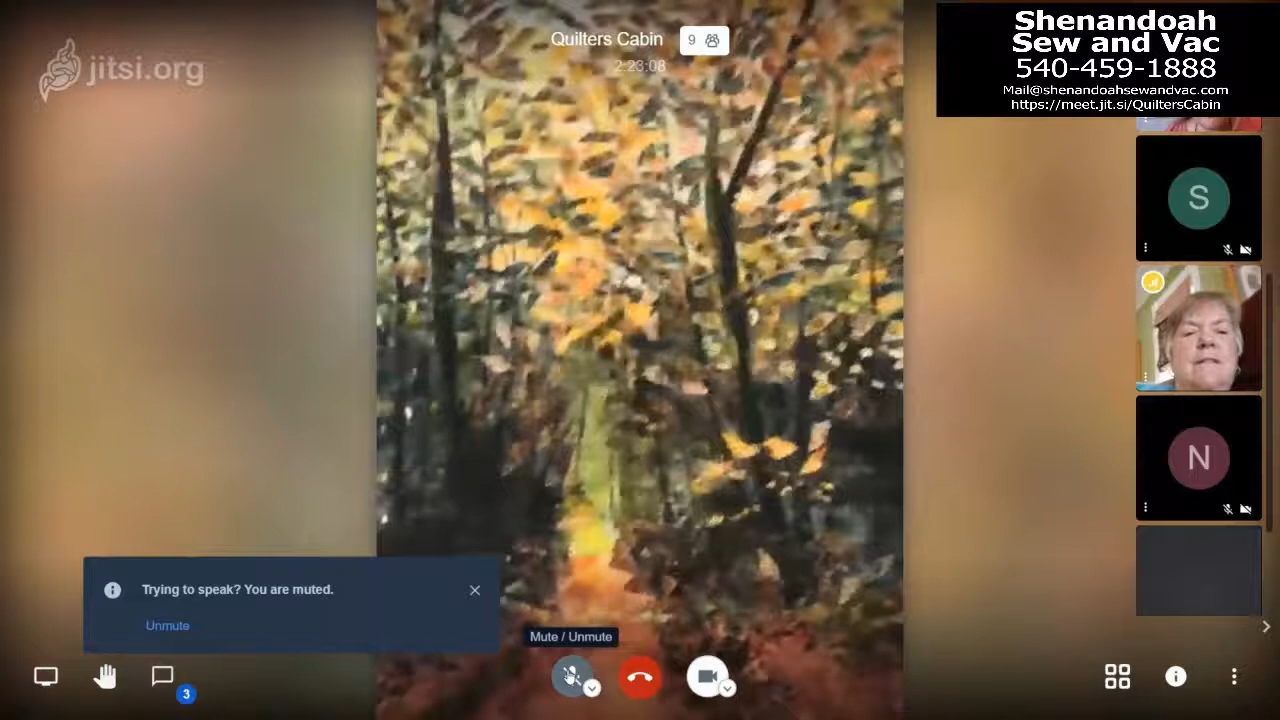 jitsi.org
Quilters Cabin 9
2:23:08
Shenandoah
Sew and Vac
540-459-1888
Mail@shenandoahsewandvac.com
https://meet.jit.si/QuiltersCabin
S
N
Trying to speak? You are muted.
Unmute
Mute / Unmute
3